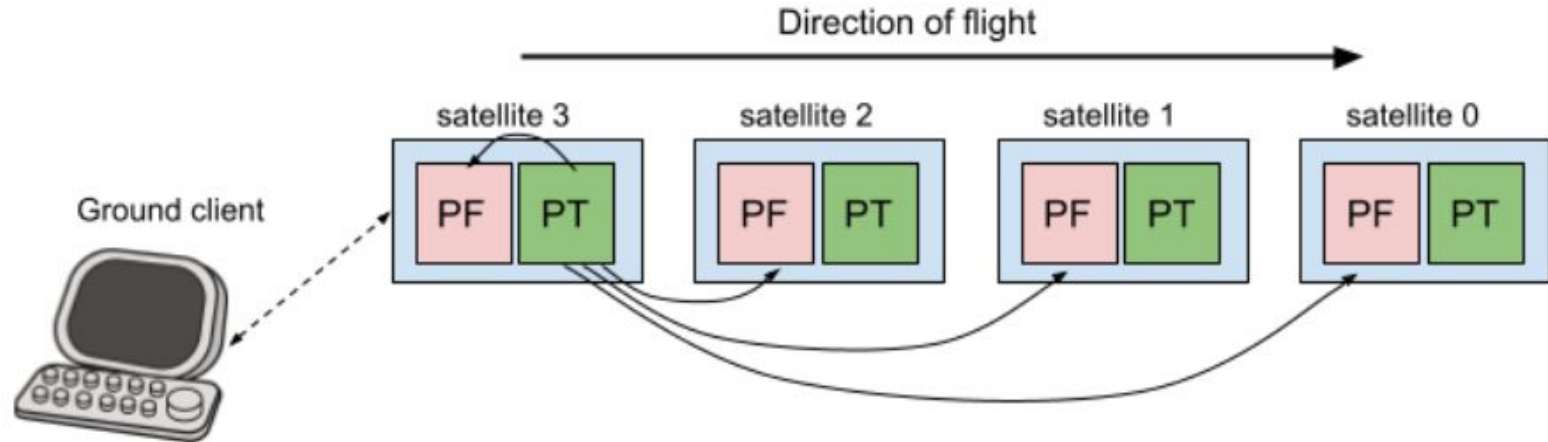 Direction of flight
satellite 3 satellite 2 satellite 1 satellite 0
Ground client
PF PT PF PT PF PT PF PT